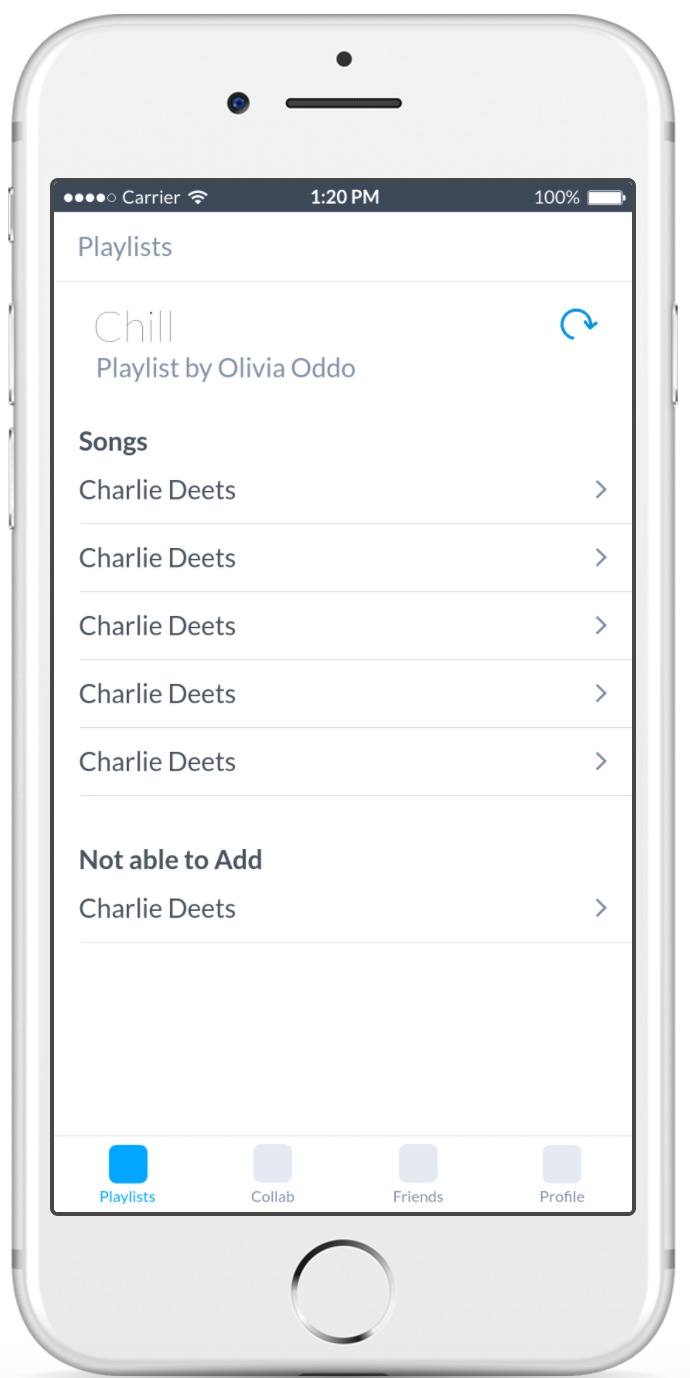 Carrier 1:20 PM 100%
Playlists
Chill
Playlist by Olivia Oddo
Songs
Charlie Deets
Charlie Deets
Charlie Deets
Charlie Deets
Charlie Deets
Not able to Add
Charlie Deets
Playlists Collab Friends Profile